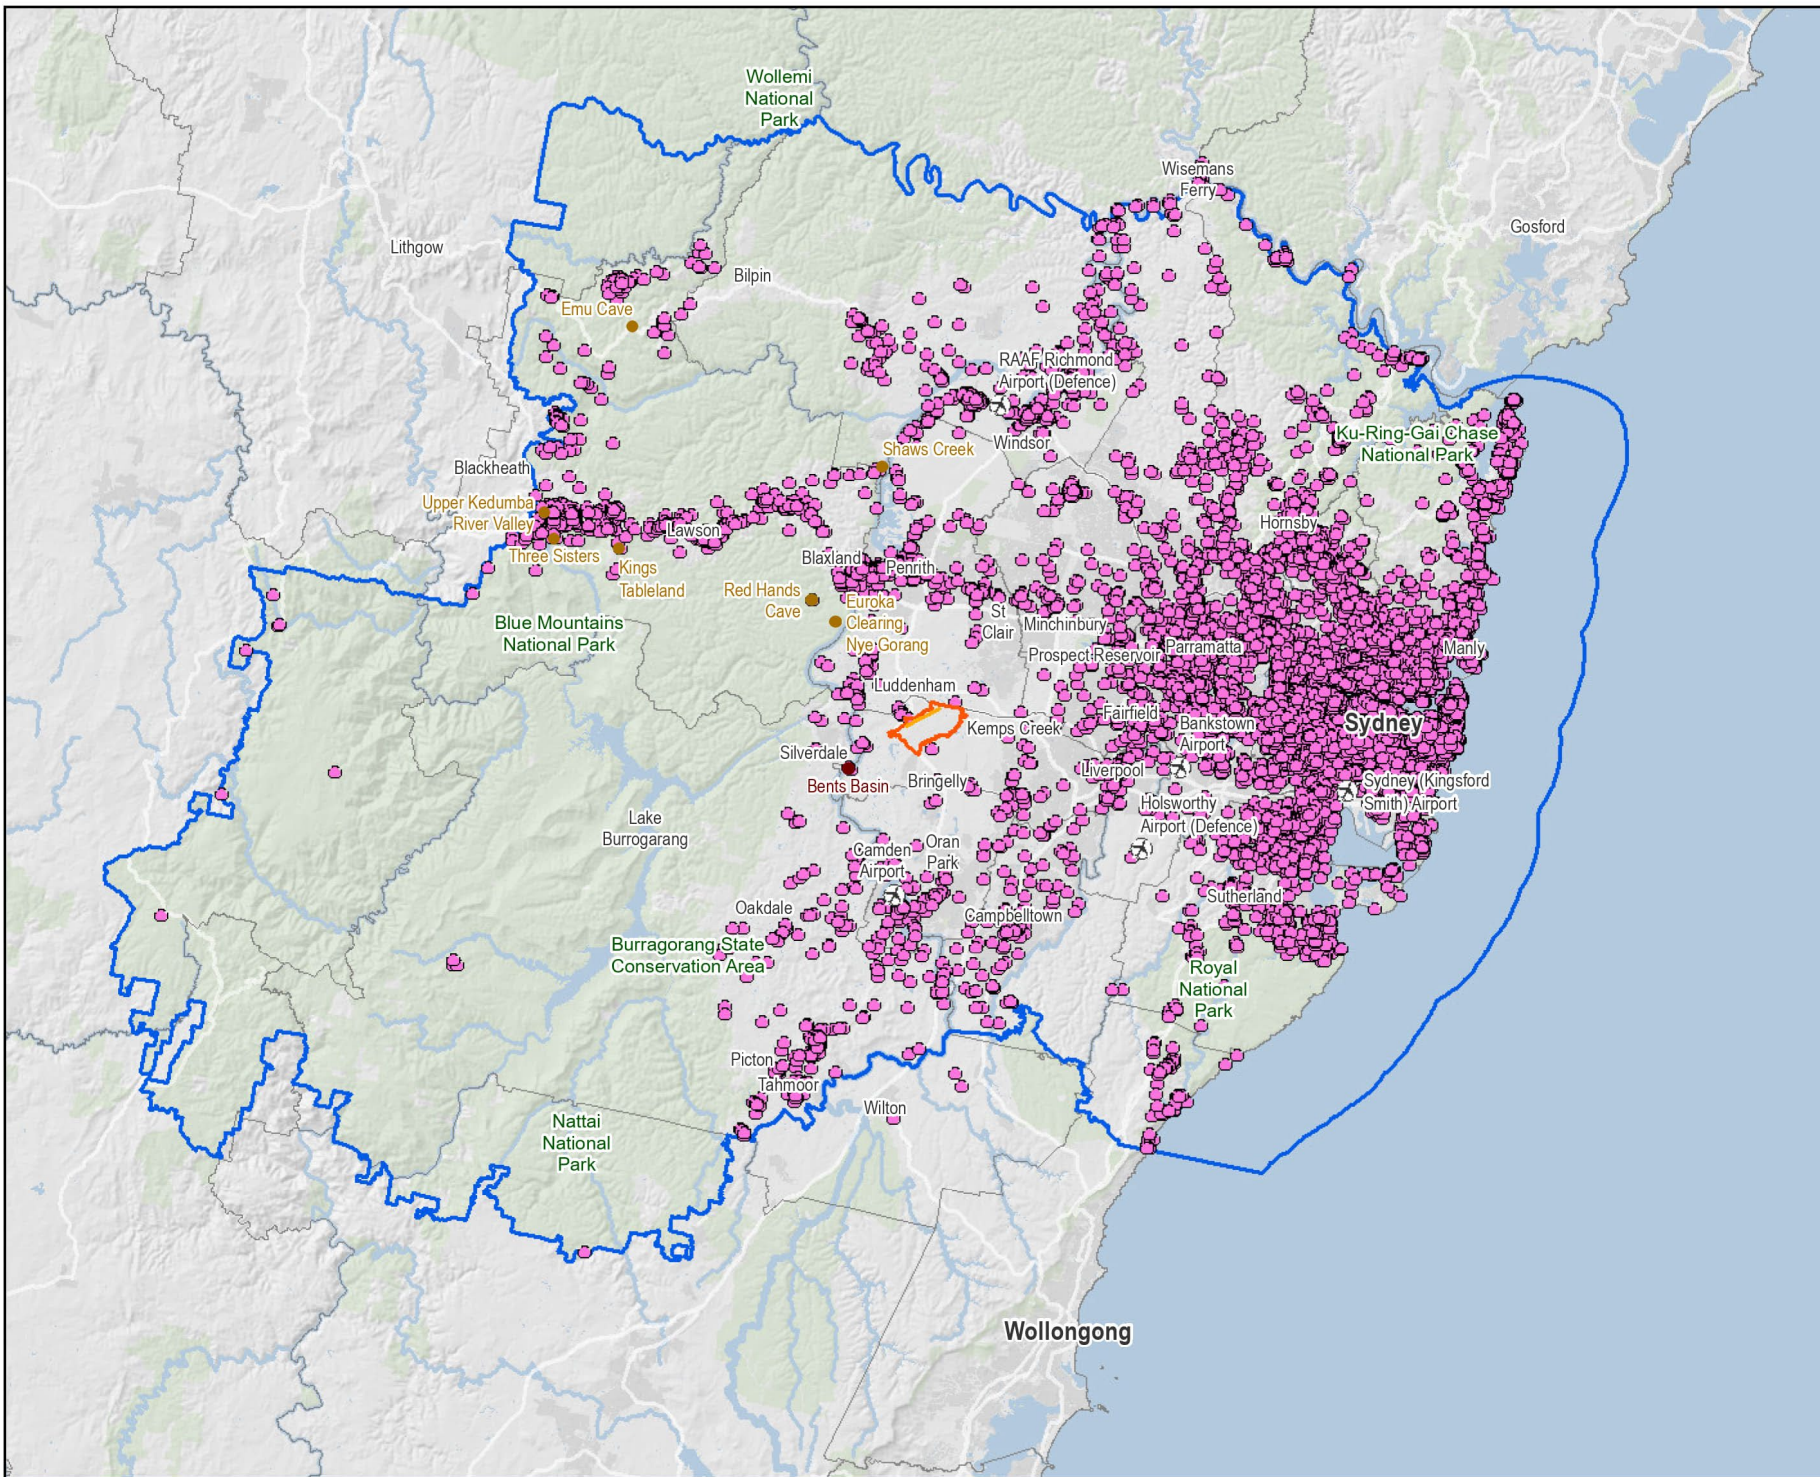 Wollemi
National
Park
Wisemans
Ferry
Gosford
Lithgow
Bilpin
Emu Cave
RAAF Richmond
Airport (Defence)
Windsor
Ku-Ring-Gai Chase
National Park
Shaws Creek
Blackheath
Upper Kedumba
River Valley
Three Sisters
Lawson
Kings
Tableland
Hornsby
Blaxland
Penrith
Red Hands
Cave
Euroka
Clearing
Nye Gorang
St
Clair
Minchinbury
Blue Mountains
National Park
Prospect Reservoir
Parramatta
Manly
Luddenham
Kemps Creek
Fairfield
Bankstown
Airport
Sydney
Silverdale
Bents Basin
Bringelly
Liverpool
Sydney (Kingsford
Smith) Airport
Holsworthy
Airport (Defence)
Lake
Burrogarang
Camden
Airport
Oran
Park
Oakdale
Campbelltown
Sutherland
Burragorang State
Conservation Area
Royal
National
Park
Picton
Tahmoor
Wilton
Nattai
National
Park
Wollongong